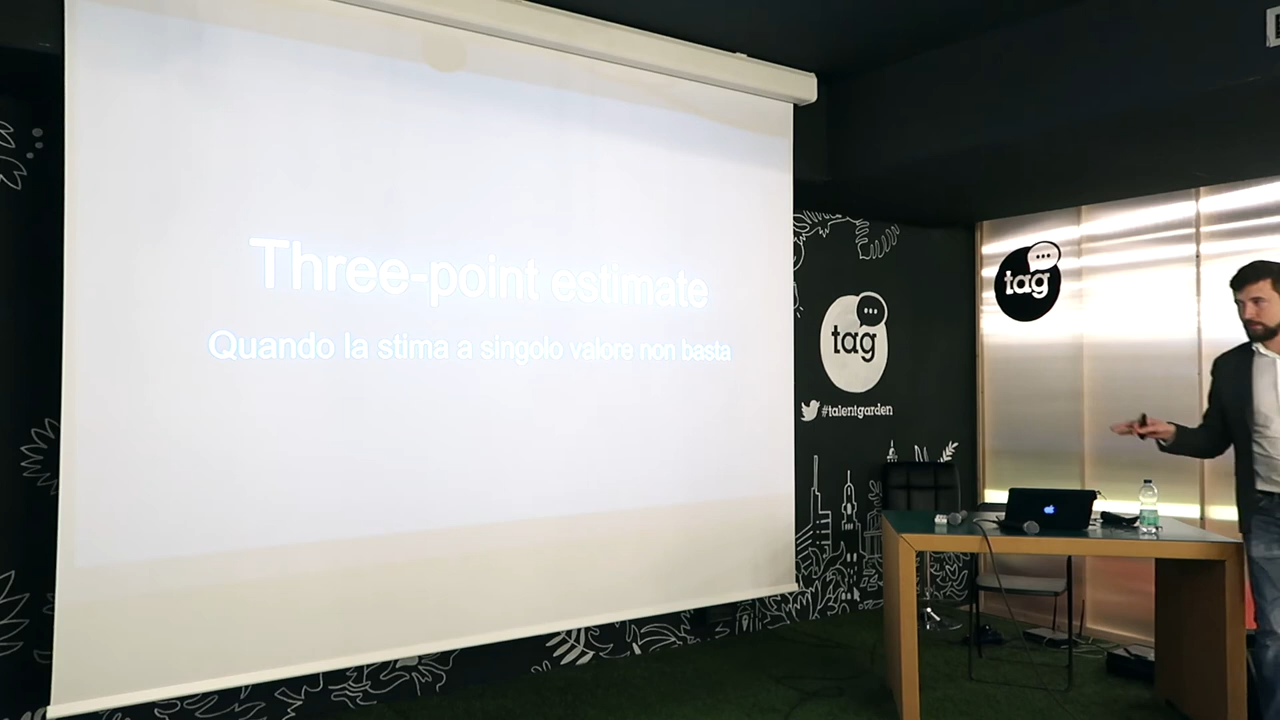 Three-point estimate
Quando la stima a singolo valore non basta
tag
tag
#talentgarden